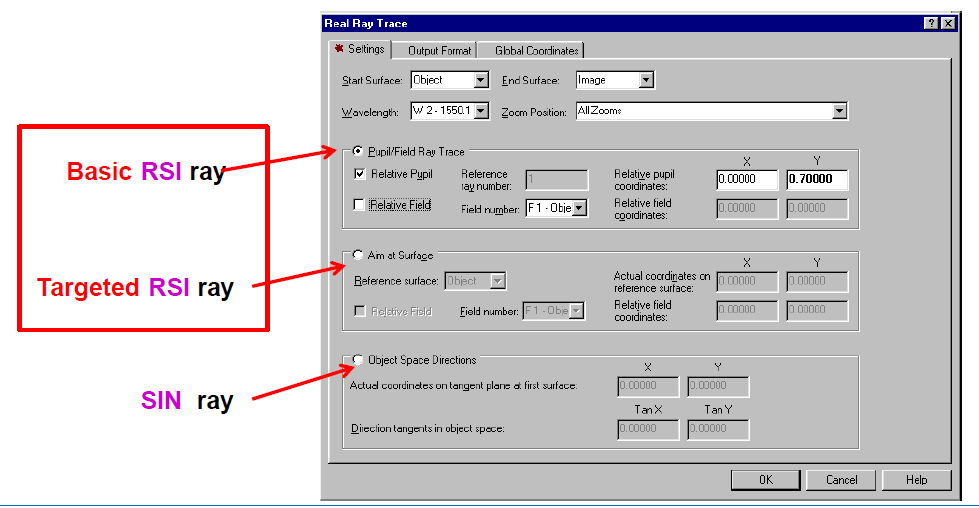 Real Ray Trace
Settings Output Format Global Coordinates
Start Surface: Object End Surface: Image
Wavelength: W 2 - 1550.1 Zoom Position: All Zooms
Basic RSI ray
Pupil/Field Ray Trace
X Y
Relative Pupil Reference ray number: 1 Relative pupil coordinates: 0.00000 0.70000
Relative Field Field number: F 1 - Obje Relative field coordinates: 0.00000 0.00000
Targeted RSI ray
Aim at Surface
X Y
Reference surface: Object Actual coordinates on reference surface: 0.00000 0.00000
Relative Field Field number: F 1 - Obje Relative field coordinates: 0.00000 0.00000
SIN ray
Object Space Directions
X Y
Actual coordinates on tangent plane at first surface: 0.00000 0.00000
Tan X Tan Y
Direction tangents in object space: 0.00000 0.00000
OK Cancel Help